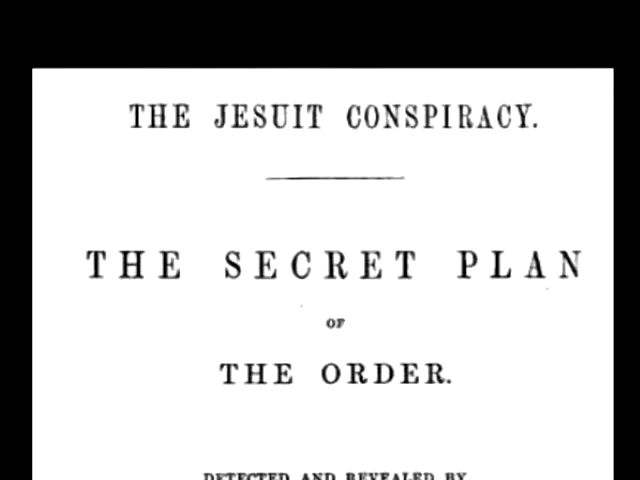 THE JESUIT CONSPIRACY.
THE SECRET PLAN
OF
THE ORDER.
DETECTED AND REVEALED BY